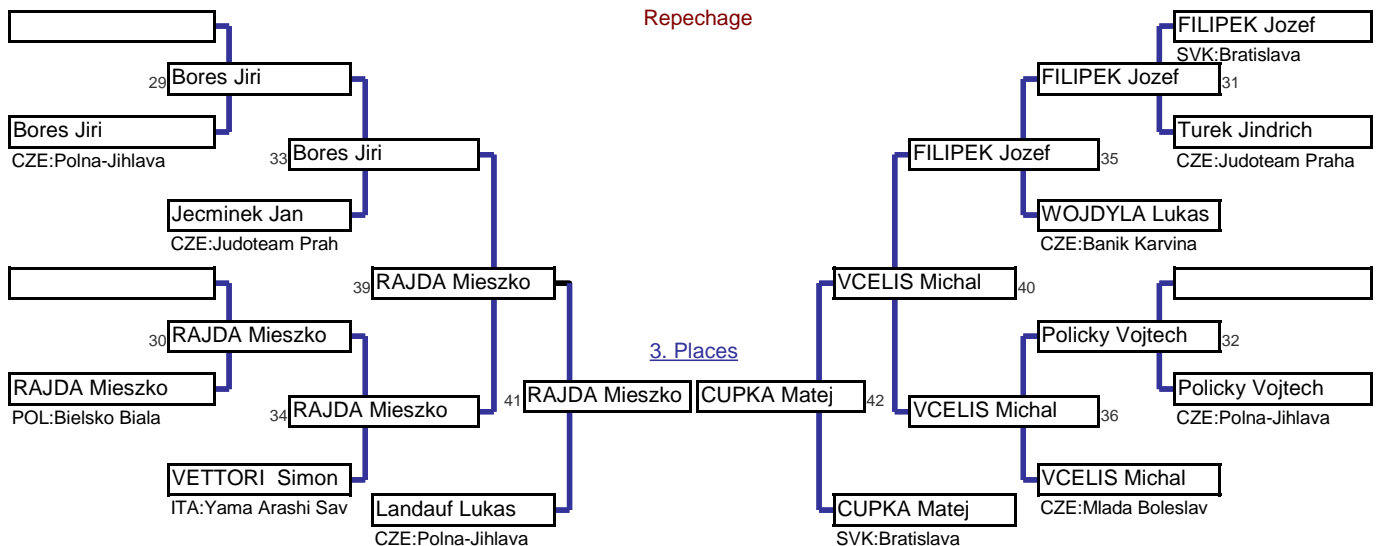 Repechage
FILIPEK Jozef
SVK:Bratislava
29 Bores Jiri
FILIPEK Jozef 31
Bores Jiri
CZE:Polna-Jihlava
Turek Jindrich
CZE:Judoteam Praha
33 Bores Jiri
FILIPEK Jozef 35
Jecminek Jan
CZE:Judoteam Prah
WOJDYLA Lukas
CZE:Banik Karvina
39 RAJDA Mieszko
VCELIS Michal 40
30 RAJDA Mieszko
Policky Vojtech 32
3. Places
RAJDA Mieszko
POL:Bielsko Biala
41 RAJDA Mieszko
CUPKA Matej 42
Policky Vojtech
CZE:Polna-Jihlava
34 RAJDA Mieszko
VCELIS Michal 36
VETTORI  Simon
ITA:Yama Arashi Sav
VCELIS Michal
CZE:Mlada Boleslav
Landauf Lukas
CZE:Polna-Jihlava
CUPKA Matej
SVK:Bratislava